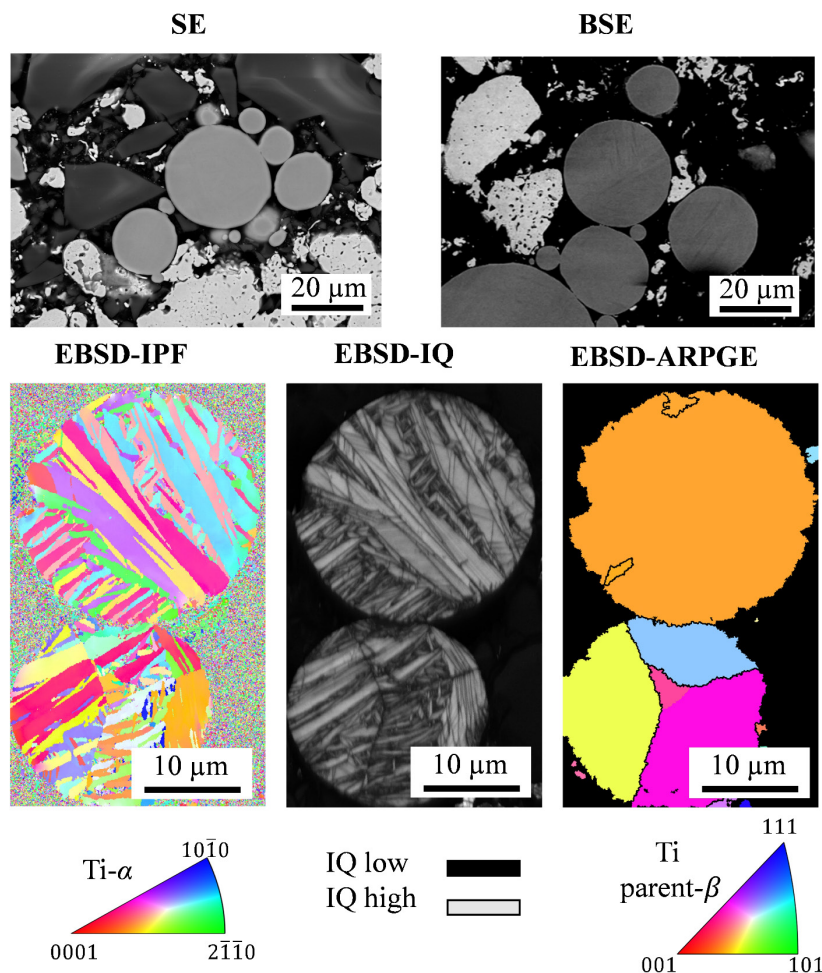 SE BSE
20 µm 20 µm
EBSD-IPF EBSD-IQ EBSD-ARPGE
10 µm 10 µm 10 µm
101̅0
Ti-α
0001 21̅1̅0
IQ low
IQ high
111
Ti
parent-β
001 101